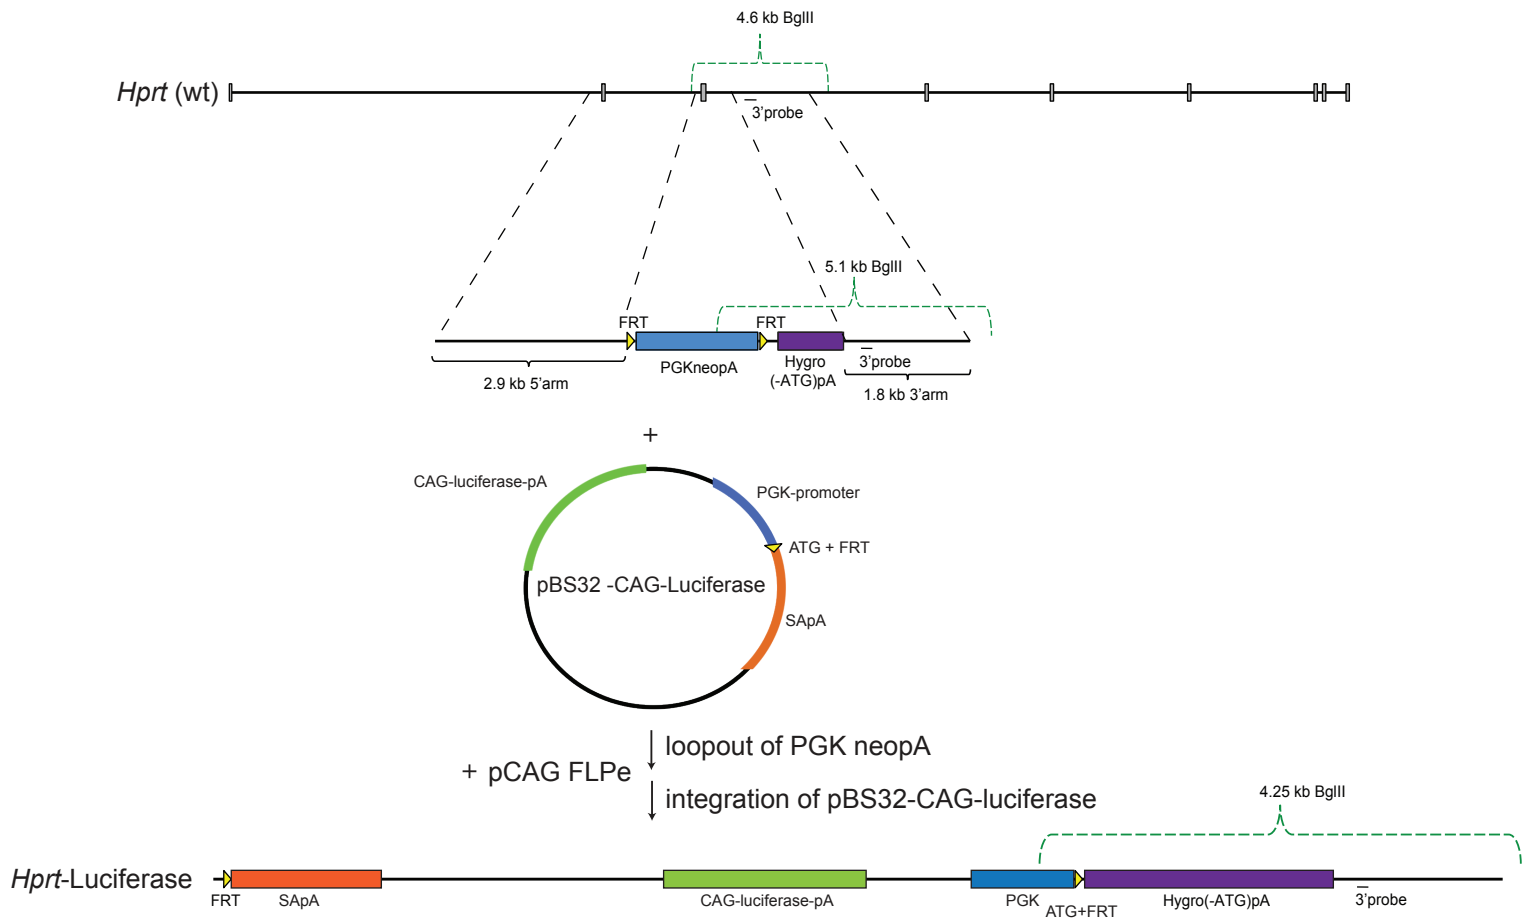 4.6 kb BglII
Hprt (wt)
3'probe
5.1 kb BglII
FRT
FRT
PGKneopA
Hygro
(-ATG)pA
3'probe
2.9 kb 5'arm
1.8 kb 3'arm
+
CAG-luciferase-pA
PGK-promoter
ATG + FRT
pBS32 -CAG-Luciferase
SApA
loopout of PGK neopA
+ pCAG FLPe
integration of pBS32-CAG-luciferase
4.25 kb BglII
Hprt-Luciferase
FRT
SApA
CAG-luciferase-pA
PGK
ATG+FRT
Hygro(-ATG)pA
3'probe